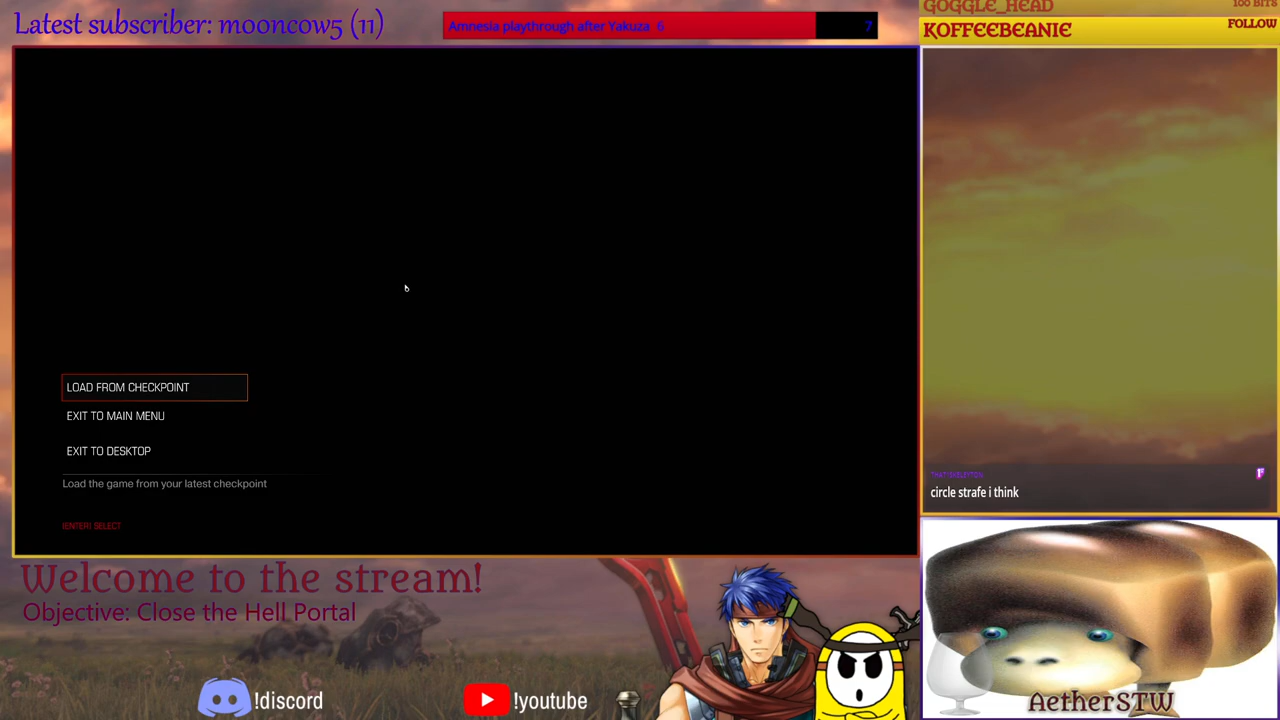 Latest subscriber: mooncow5 (11)
Amnesia playthrough after Yakuza 6
7
GOGGLE_HEAD
100 BITS
KOFFEEBEANIE
FOLLOW
LOAD FROM CHECKPOINT
EXIT TO MAIN MENU
EXIT TO DESKTOP
Load the game from your latest checkpoint
[ENTER] SELECT
circle strafe i think
Welcome to the stream!
Objective: Close the Hell Portal
!discord
!youtube
AetherSTW